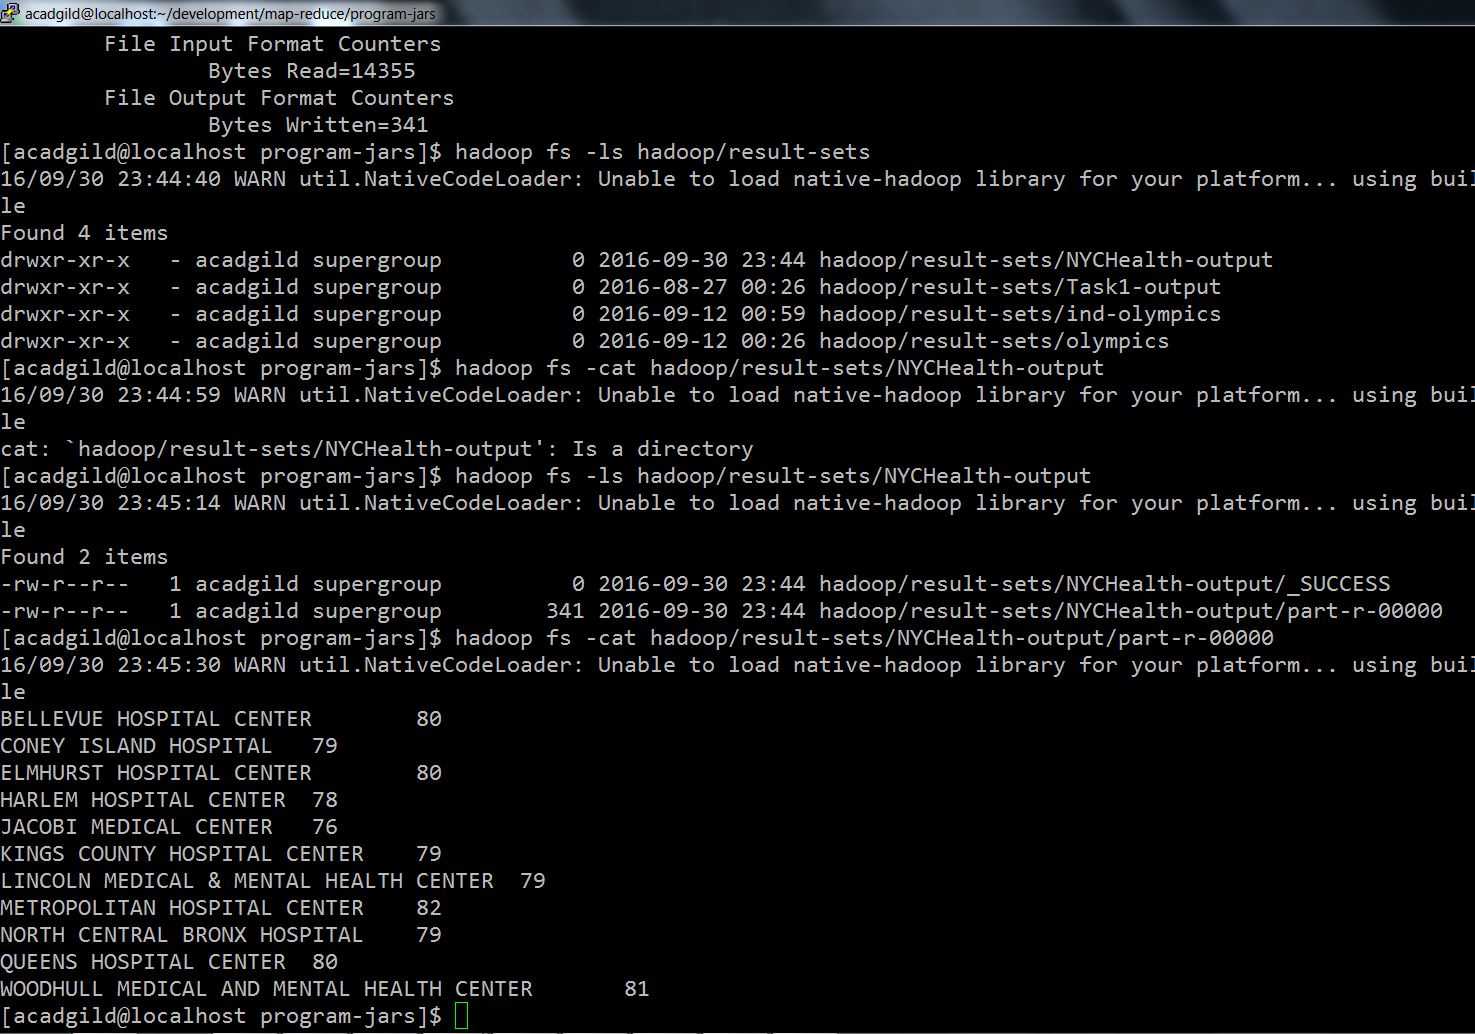 acadgild@localhost:~/development/map-reduce/program-jars
        File Input Format Counters
                Bytes Read=14355
        File Output Format Counters
                Bytes Written=341
[acadgild@localhost program-jars]$ hadoop fs -ls hadoop/result-sets
16/09/30 23:44:40 WARN util.NativeCodeLoader: Unable to load native-hadoop library for your platform... using buil
le
Found 4 items
drwxr-xr-x   - acadgild supergroup          0 2016-09-30 23:44 hadoop/result-sets/NYCHealth-output
drwxr-xr-x   - acadgild supergroup          0 2016-08-27 00:26 hadoop/result-sets/Task1-output
drwxr-xr-x   - acadgild supergroup          0 2016-09-12 00:59 hadoop/result-sets/ind-olympics
drwxr-xr-x   - acadgild supergroup          0 2016-09-12 00:26 hadoop/result-sets/olympics
[acadgild@localhost program-jars]$ hadoop fs -cat hadoop/result-sets/NYCHealth-output
16/09/30 23:44:59 WARN util.NativeCodeLoader: Unable to load native-hadoop library for your platform... using buil
le
cat: `hadoop/result-sets/NYCHealth-output': Is a directory
[acadgild@localhost program-jars]$ hadoop fs -ls hadoop/result-sets/NYCHealth-output
16/09/30 23:45:14 WARN util.NativeCodeLoader: Unable to load native-hadoop library for your platform... using buil
le
Found 2 items
-rw-r--r--   1 acadgild supergroup          0 2016-09-30 23:44 hadoop/result-sets/NYCHealth-output/_SUCCESS
-rw-r--r--   1 acadgild supergroup        341 2016-09-30 23:44 hadoop/result-sets/NYCHealth-output/part-r-00000
[acadgild@localhost program-jars]$ hadoop fs -cat hadoop/result-sets/NYCHealth-output/part-r-00000
16/09/30 23:45:30 WARN util.NativeCodeLoader: Unable to load native-hadoop library for your platform... using buil
le
BELLEVUE HOSPITAL CENTER        80
CONEY ISLAND HOSPITAL   79
ELMHURST HOSPITAL CENTER        80
HARLEM HOSPITAL CENTER  78
JACOBI MEDICAL CENTER   76
KINGS COUNTY HOSPITAL CENTER    79
LINCOLN MEDICAL & MENTAL HEALTH CENTER  79
METROPOLITAN HOSPITAL CENTER    82
NORTH CENTRAL BRONX HOSPITAL    79
QUEENS HOSPITAL CENTER  80
WOODHULL MEDICAL AND MENTAL HEALTH CENTER       81
[acadgild@localhost program-jars]$